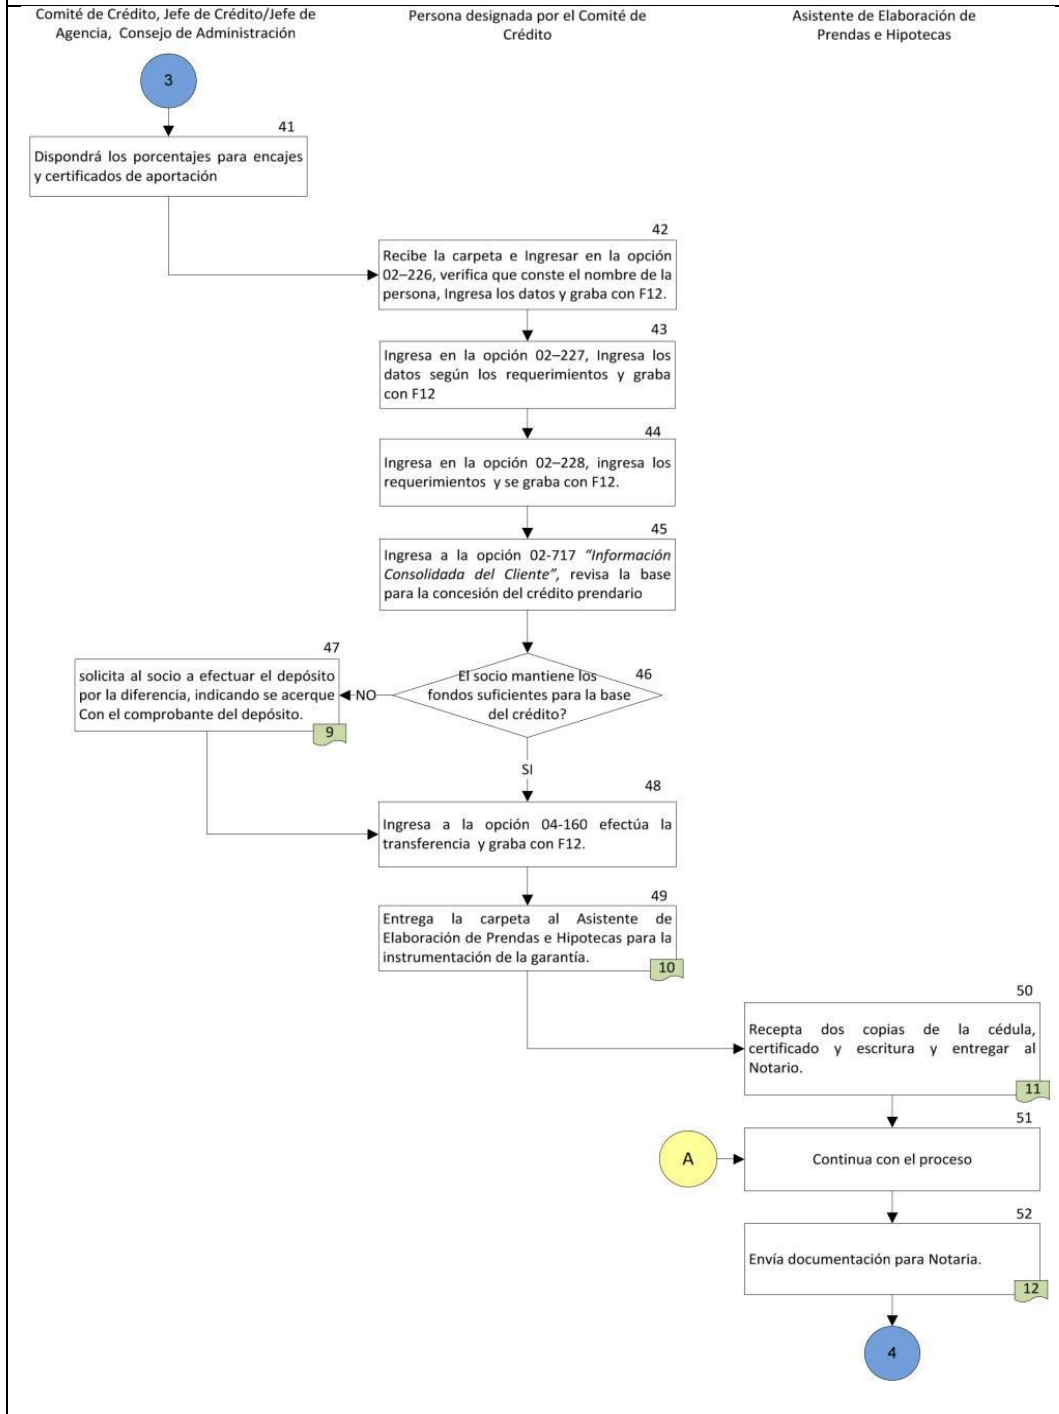 Comité de Crédito, Jefe de Crédito/Jefe de
Agencia, Consejo de Administración
Persona designada por el Comité de
Crédito
Asistente de Elaboración de
Prendas e Hipotecas
3
41
Dispondrá los porcentajes para encajes
y certificados de aportación
42
Recibe la carpeta e Ingresar en la opción
02–226, verifica que conste el nombre de la
persona, Ingresa los datos y graba con F12.
43
Ingresa en la opción 02–227, Ingresa los
datos según los requerimientos y graba
con F12
44
Ingresa en la opción 02–228, ingresa los
requerimientos y se graba con F12.
45
Ingresa a la opción 02-717 “Información
Consolidada del Cliente”, revisa la base
para la concesión del crédito prendario
47
solicita al socio a efectuar el depósito
por la diferencia, indicando se acerque
Con el comprobante del depósito.
9
NO
46
El socio mantiene los
fondos suficientes para la base
del crédito?
SI
48
Ingresa a la opción 04-160 efectúa la
transferencia y graba con F12.
49
Entrega la carpeta al Asistente de
Elaboración de Prendas e Hipotecas para la
instrumentación de la garantía.
10
50
Recepta dos copias de la cédula,
certificado y escritura y entregar al
Notario.
11
51
A
Continua con el proceso
52
Envía documentación para Notaria.
12
4